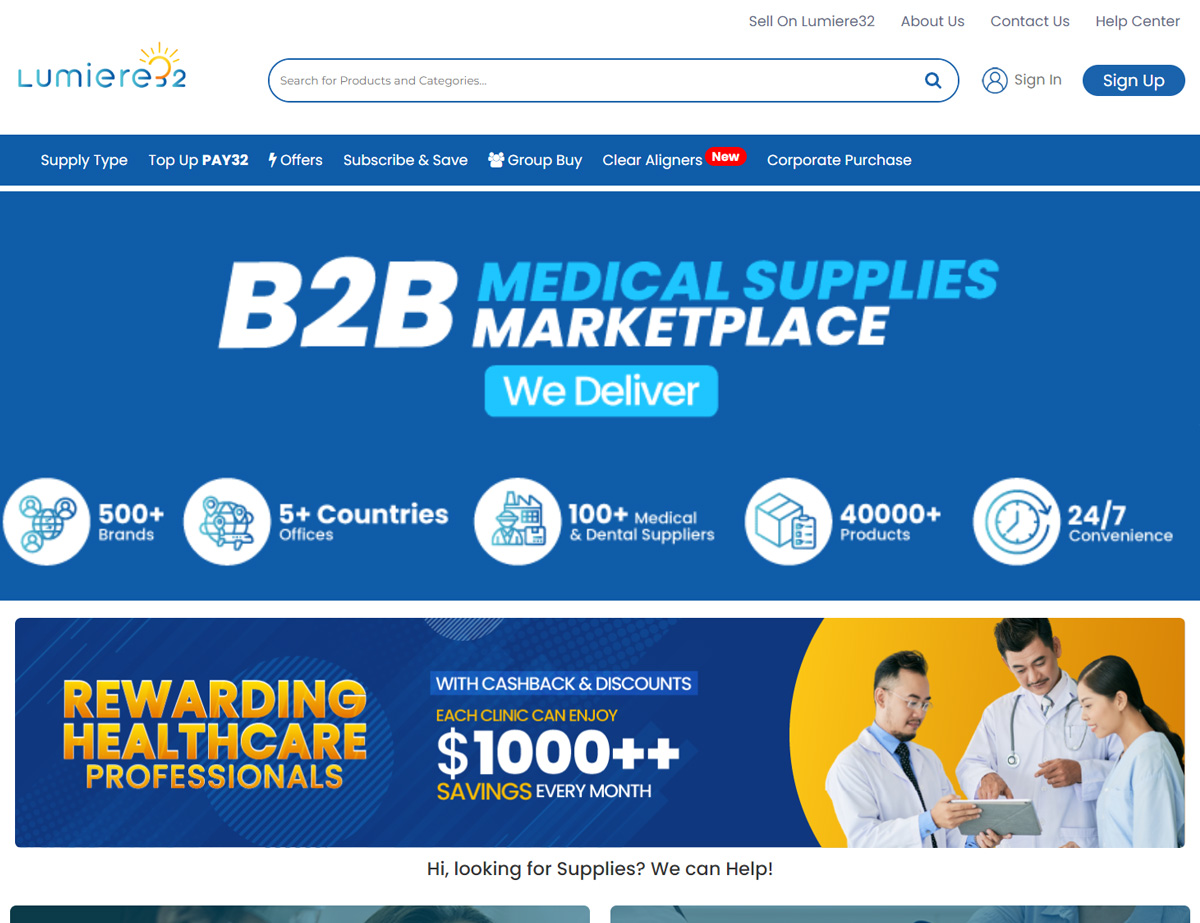 Sell On Lumiere32 About Us Contact Us Help Center
Lumiere32
Search for Products and Categories...
Sign In
Sign Up
Supply Type Top Up PAY32 Offers Subscribe & Save Group Buy Clear Aligners New Corporate Purchase
B2B MEDICAL SUPPLIES
MARKETPLACE
We Deliver
500+
Brands
5+ Countries
Offices
100+ Medical
& Dental Suppliers
40000+
Products
24/7
Convenience
REWARDING
HEALTHCARE
PROFESSIONALS
WITH CASHBACK & DISCOUNTS
EACH CLINIC CAN ENJOY
$1000++
SAVINGS EVERY MONTH
Hi, looking for Supplies? We can Help!